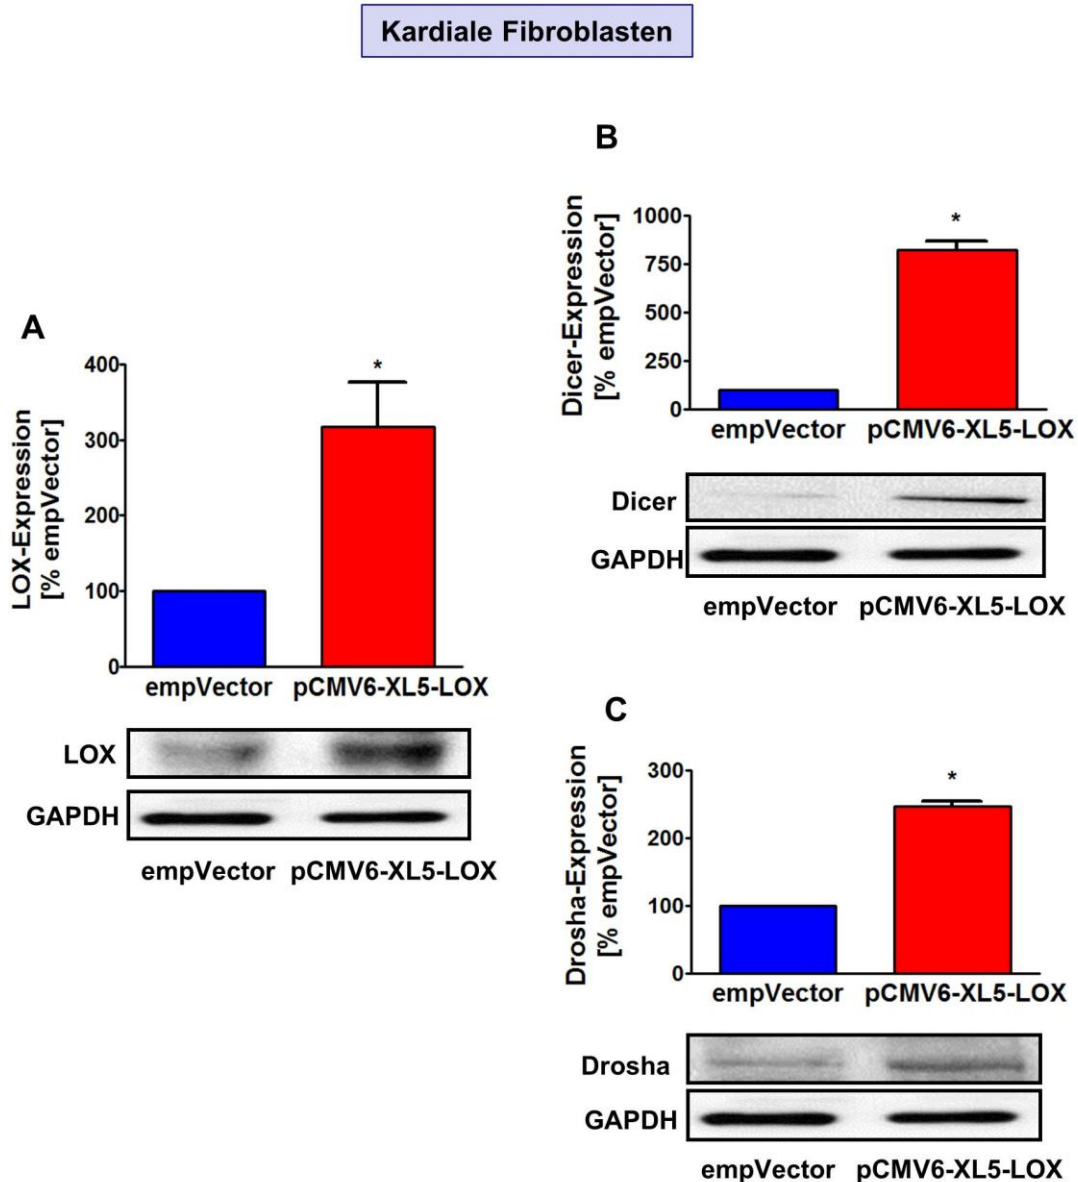 Kardiale Fibroblasten
A
LOX-Expression
[% empVector]
400
300
200
100
0
*
empVector pCMV6-XL5-LOX
LOX
GAPDH
empVector pCMV6-XL5-LOX
B
Dicer-Expression
[% empVector]
1000
750
500
250
0
*
empVector pCMV6-XL5-LOX
Dicer
GAPDH
empVector pCMV6-XL5-LOX
C
Drosha-Expression
[% empVector]
300
200
100
0
*
empVector pCMV6-XL5-LOX
Drosha
GAPDH
empVector pCMV6-XL5-LOX